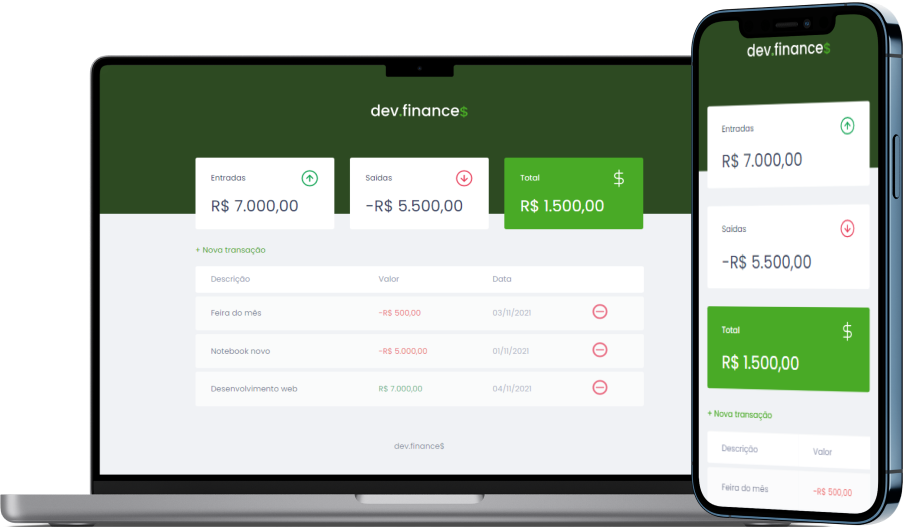 dev.finance$
Entradas
R$ 7.000,00
Saídas
-R$ 5.500,00
Total
$
R$ 1.500,00
+ Nova transação
Descrição Valor Data
Feira do mês -R$ 500,00 03/11/2021
Notebook novo -R$ 5.000,00 01/11/2021
Desenvolvimento web R$ 7.000,00 04/11/2021
dev.finance$
dev.finance$
Entradas
R$ 7.000,00
Saídas
-R$ 5.500,00
Total
$
R$ 1.500,00
+ Nova transação
Descrição Valor
Feira do mês -R$ 500,00